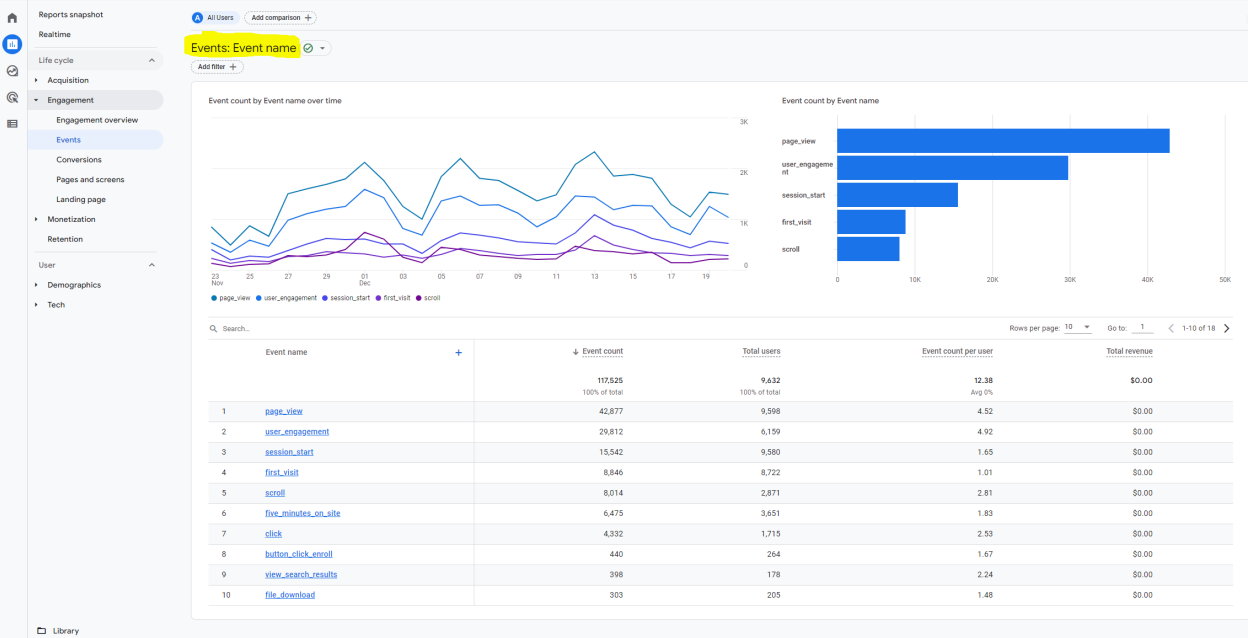 Reports snapshot
Realtime
Life cycle
Acquisition
Engagement
Engagement overview
Events
Conversions
Pages and screens
Landing page
Monetization
Retention
User
Demographics
Tech
Library
A All Users Add comparison +
Events: Event name
Add filter +
Event count by Event name over time
3K
2K
1K
0
23 25 27 29 01 03 05 07 09 11 13 15 17 19
Nov Dec
page_view user_engagement session_start first_visit scroll
Event count by Event name
page_view
user_engageme
nt
session_start
first_visit
scroll
0 10K 20K 30K 40K 50K
Search...
Rows per page: 10 Go to: 1 1-10 of 18
Event name + Event count Total users Event count per user Total revenue
117,525 9,632 12.38 $0.00
100% of total 100% of total Avg 0%
1 page_view 42,877 9,598 4.52 $0.00
2 user_engagement 29,812 6,159 4.92 $0.00
3 session_start 15,542 9,580 1.65 $0.00
4 first_visit 8,846 8,722 1.01 $0.00
5 scroll 8,014 2,871 2.81 $0.00
6 five_minutes_on_site 6,475 3,651 1.83 $0.00
7 click 4,332 1,715 2.53 $0.00
8 button_click_enroll 440 264 1.67 $0.00
9 view_search_results 398 178 2.24 $0.00
10 file_download 303 205 1.48 $0.00